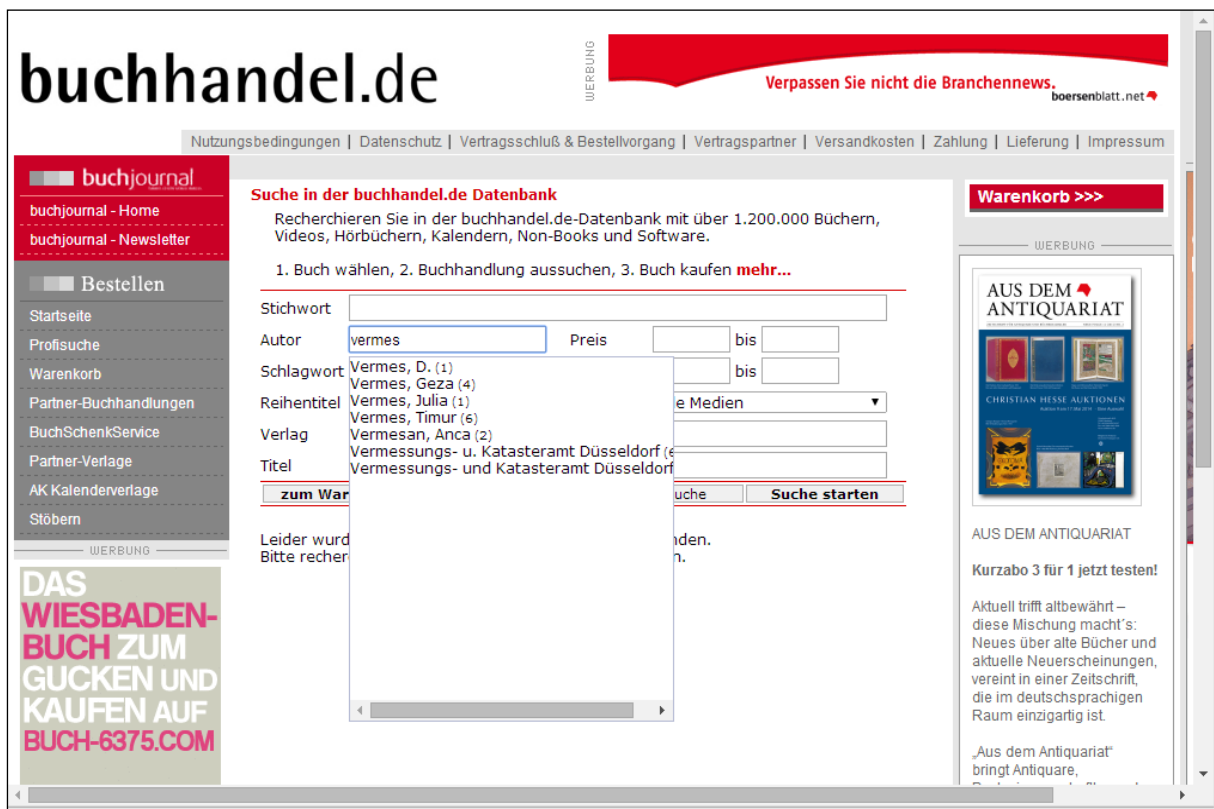 buchhandel.de
WERBUNG
Verpassen Sie nicht die Branchennews.
boersenblatt.net
Nutzungsbedingungen | Datenschutz | Vertragsschluß & Bestellvorgang | Vertragspartner | Versandkosten | Zahlung | Lieferung | Impressum
buchjournal
buchjournal - Home
buchjournal - Newsletter
Bestellen
Startseite
Profisuche
Warenkorb
Partner-Buchhandlungen
BuchSchenkService
Partner-Verlage
AK Kalenderverlage
Stöbern
WERBUNG
DAS
WIESBADEN-
BUCH ZUM
GUCKEN UND
KAUFEN AUF
BUCH-6375.COM
Suche in der buchhandel.de Datenbank
Recherchieren Sie in der buchhandel.de-Datenbank mit über 1.200.000 Büchern,
Videos, Hörbüchern, Kalendern, Non-Books und Software.
1. Buch wählen, 2. Buchhandlung aussuchen, 3. Buch kaufen mehr...
Stichwort
Autor vermes Preis bis
Schlagwort bis
Reihentitel e Medien
Verlag
Titel
Vermes, D. (1)
Vermes, Geza (4)
Vermes, Julia (1)
Vermes, Timur (6)
Vermesan, Anca (2)
Vermessungs- u. Katasteramt Düsseldorf (
Vermessungs- und Katasteramt Düsseldorf
zum War uche Suche starten
Leider wurd nden.
Bitte recher n.
Warenkorb >>>
WERBUNG
AUS DEM
ANTIQUARIAT
CHRISTIAN HESSE AUKTIONEN
AUS DEM ANTIQUARIAT
Kurzabo 3 für 1 jetzt testen!
Aktuell trifft altbewährt –
diese Mischung macht´s:
Neues über alte Bücher und
aktuelle Neuerscheinungen,
vereint in einer Zeitschrift,
die im deutschsprachigen
Raum einzigartig ist.
„Aus dem Antiquariat“
bringt Antiquare,